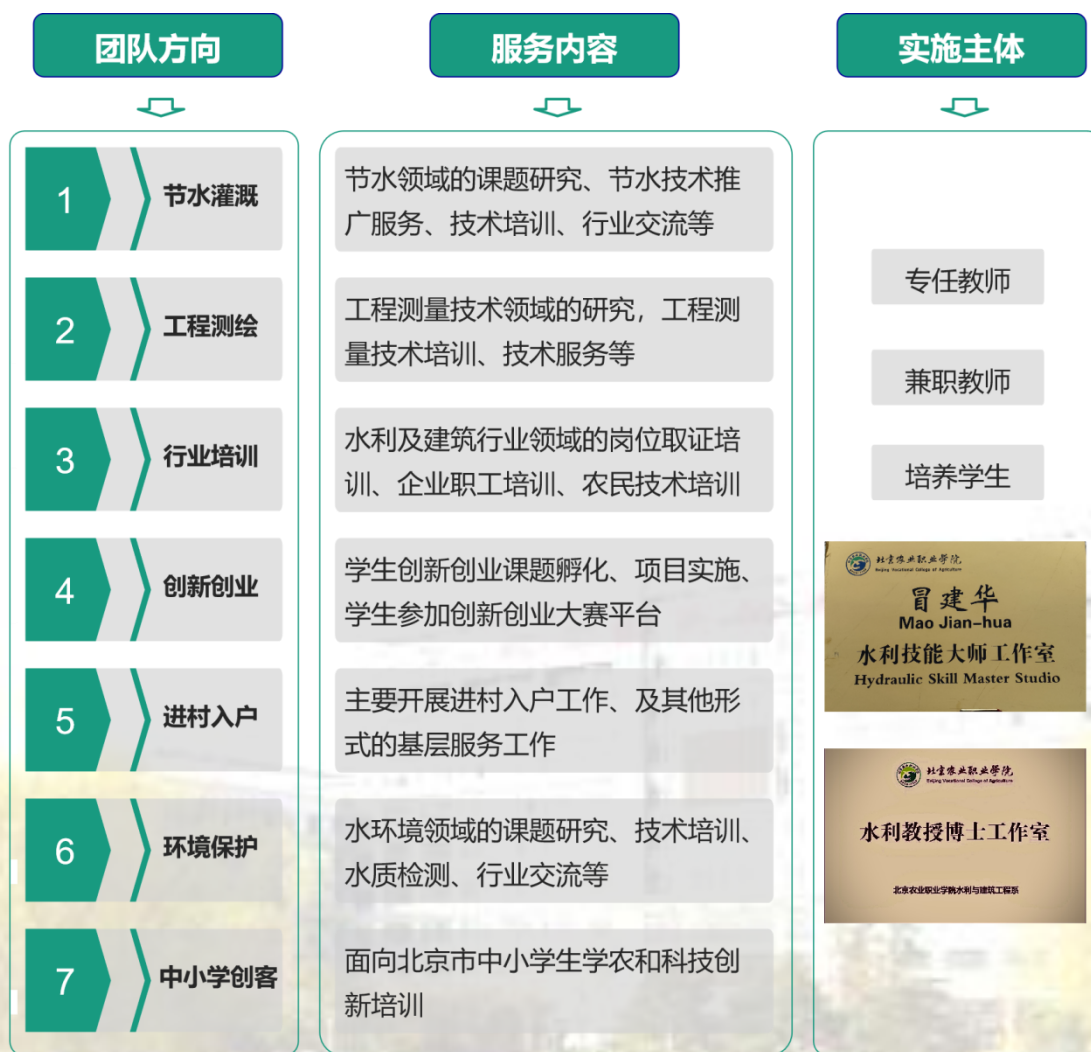 团队方向
服务内容
实施主体
1
节水灌溉
节水领域的课题研究、节水技术推
广服务、技术培训、行业交流等
2
工程测绘
工程测量技术领域的研究，工程测
量技术培训、技术服务等
3
行业培训
水利及建筑行业领域的岗位取证培
训、企业职工培训、农民技术培训
4
创新创业
学生创新创业课题孵化、项目实施、
学生参加创新创业大赛平台
5
进村入户
主要开展进村入户工作、及其他形
式的基层服务工作
6
环境保护
水环境领域的课题研究、技术培训、
水质检测、行业交流等
7
中小学创客
面向北京市中小学生学农和科技创
新培训
专任教师
兼职教师
培养学生
北京农业职业学院
Beijing Vocational College of Agriculture
冒建华
Mao Jian-hua
水利技能大师工作室
Hydraulic Skill Master Studio
北京农业职业学院
Beijing Vocational College of Agriculture
水利教授博士工作室
北京农业职业学院水利与建筑工程系